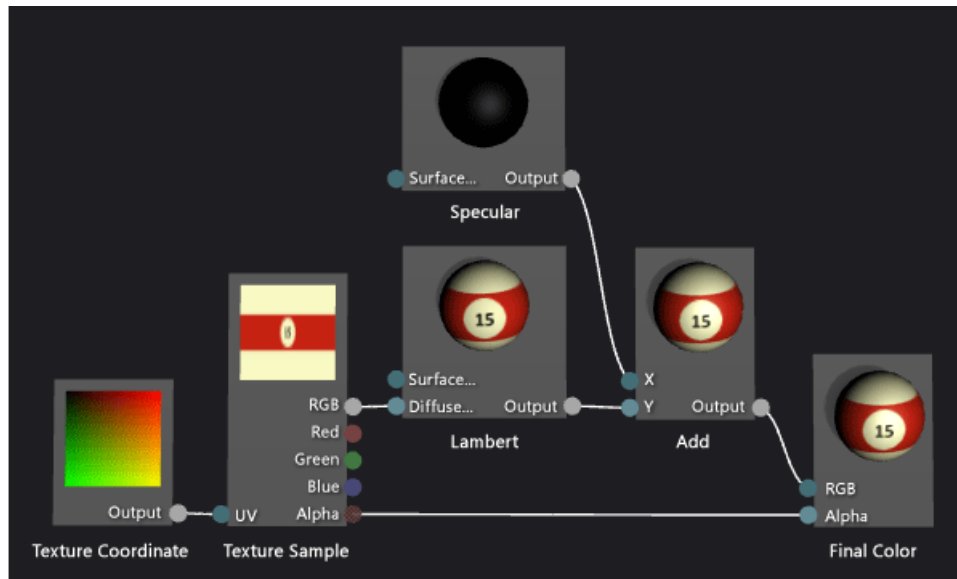 Surface... Output
Specular
15
Surface...
Diffuse... Output
Lambert
15
X
Y Output
Add
15
RGB
Red
Green
Blue
UV Alpha
Texture Sample
Output
Texture Coordinate
15
RGB
Alpha
Final Color